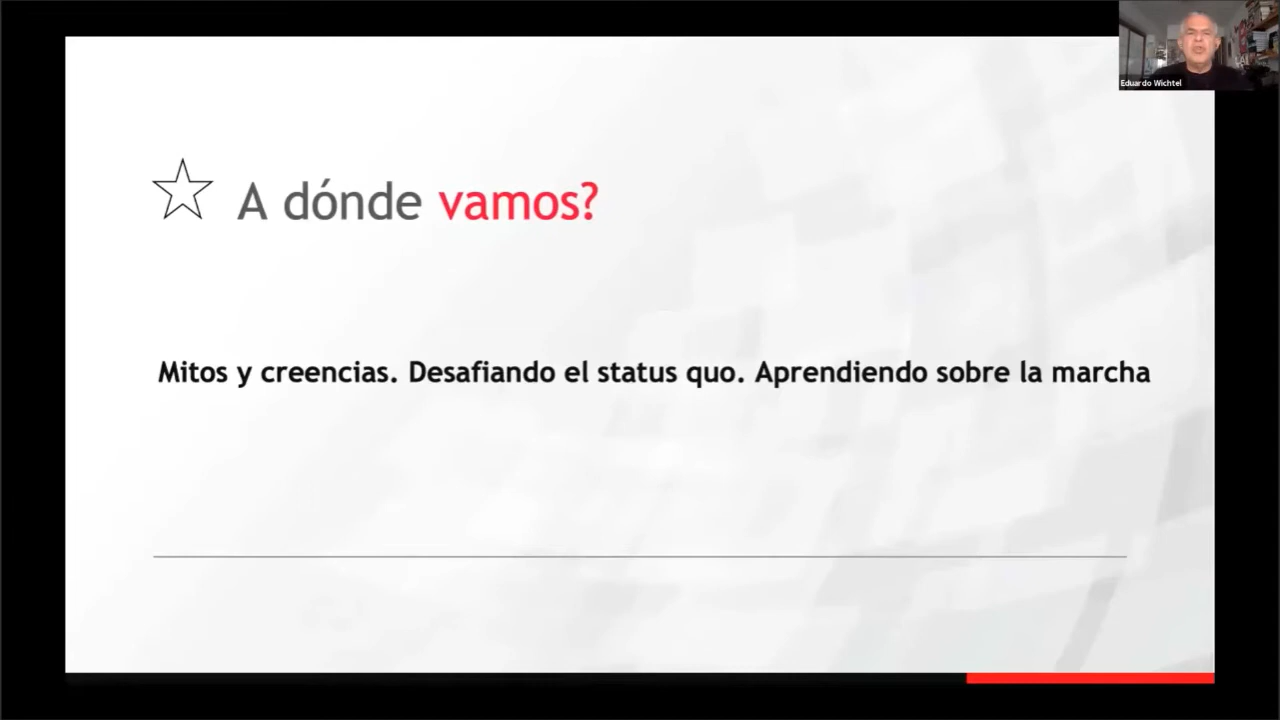 Eduardo Wichtel
A dónde vamos?
Mitos y creencias. Desafiando el status quo. Aprendiendo sobre la marcha